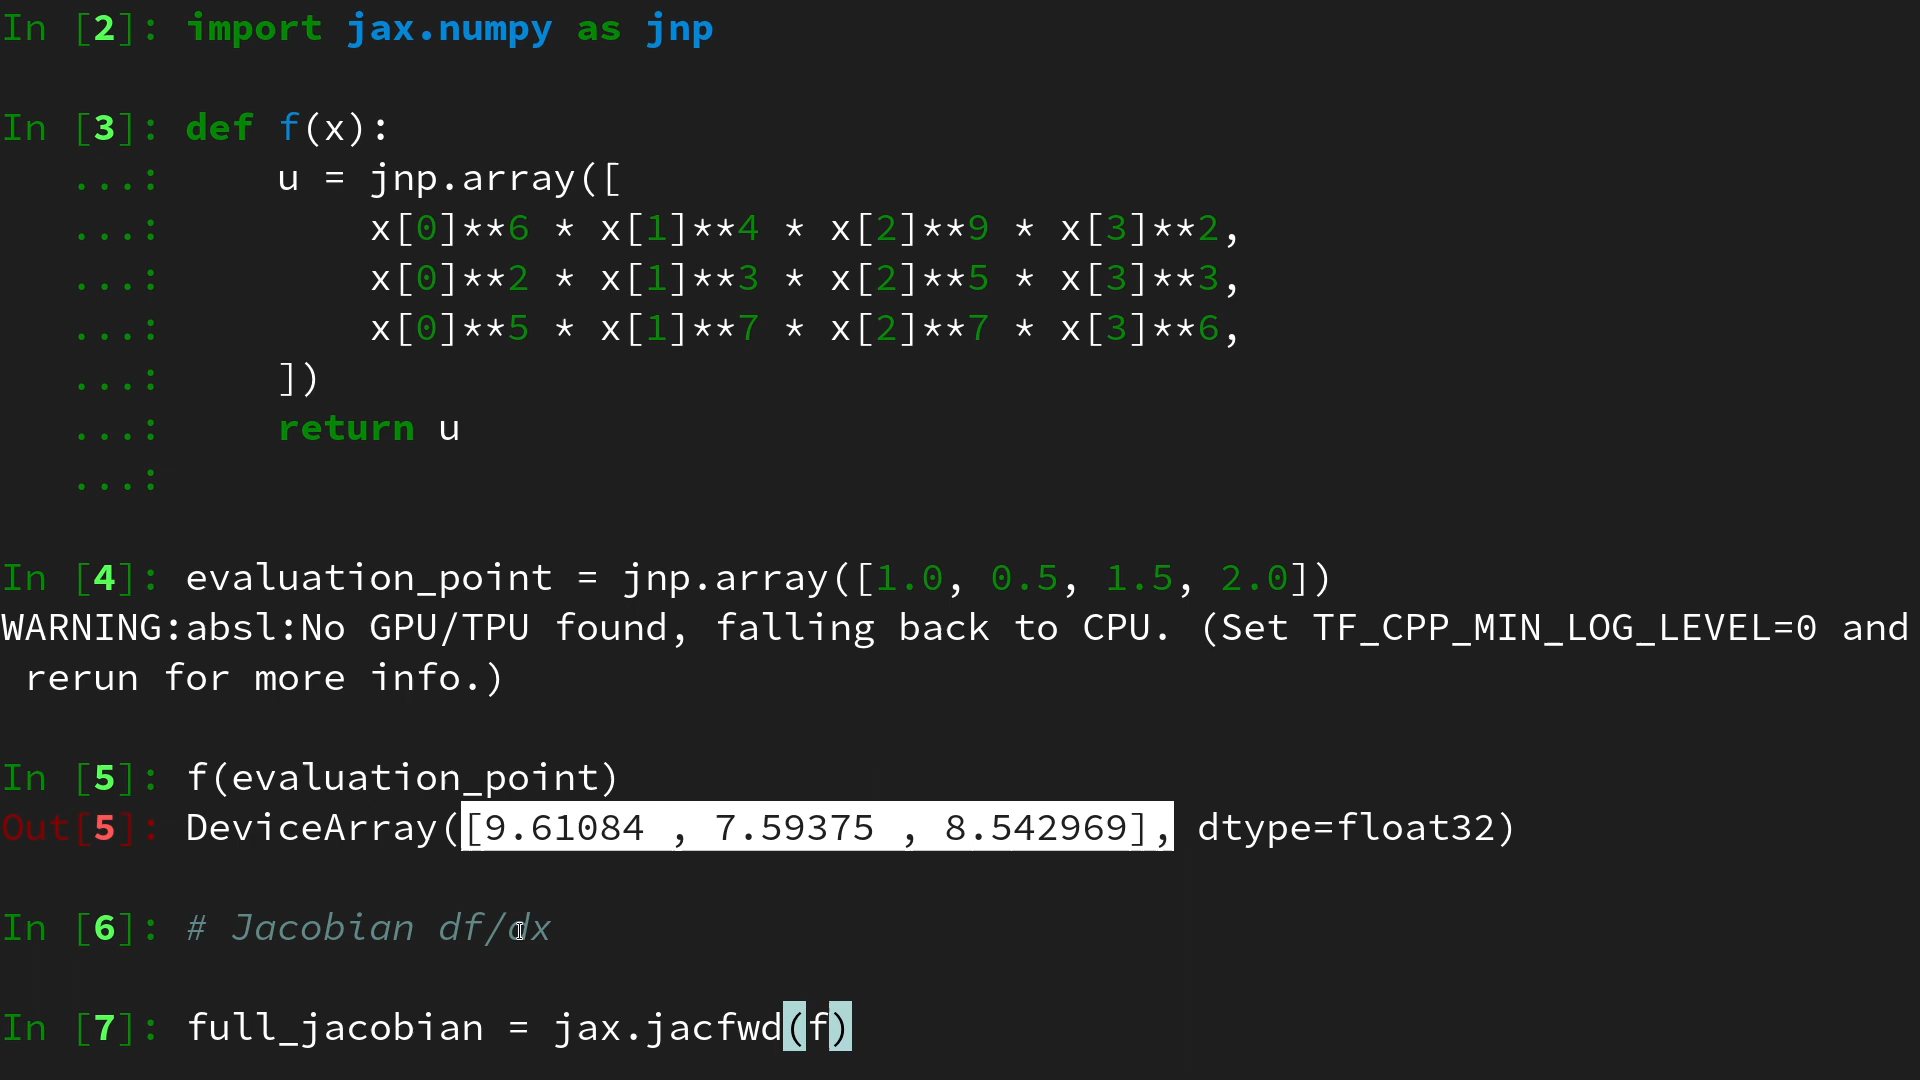 In [2]: import jax.numpy as jnp
In [3]: def f(x):
   ...:     u = jnp.array([
   ...:         x[0]**6 * x[1]**4 * x[2]**9 * x[3]**2,
   ...:         x[0]**2 * x[1]**3 * x[2]**5 * x[3]**3,
   ...:         x[0]**5 * x[1]**7 * x[2]**7 * x[3]**6,
   ...:     ])
   ...:     return u
   ...:
In [4]: evaluation_point = jnp.array([1.0, 0.5, 1.5, 2.0])
WARNING:absl:No GPU/TPU found, falling back to CPU. (Set TF_CPP_MIN_LOG_LEVEL=0 and
 rerun for more info.)
In [5]: f(evaluation_point)
Out[5]: DeviceArray([9.61084 , 7.59375 , 8.542969], dtype=float32)
In [6]: # Jacobian df/dx
In [7]: full_jacobian = jax.jacfwd(f)